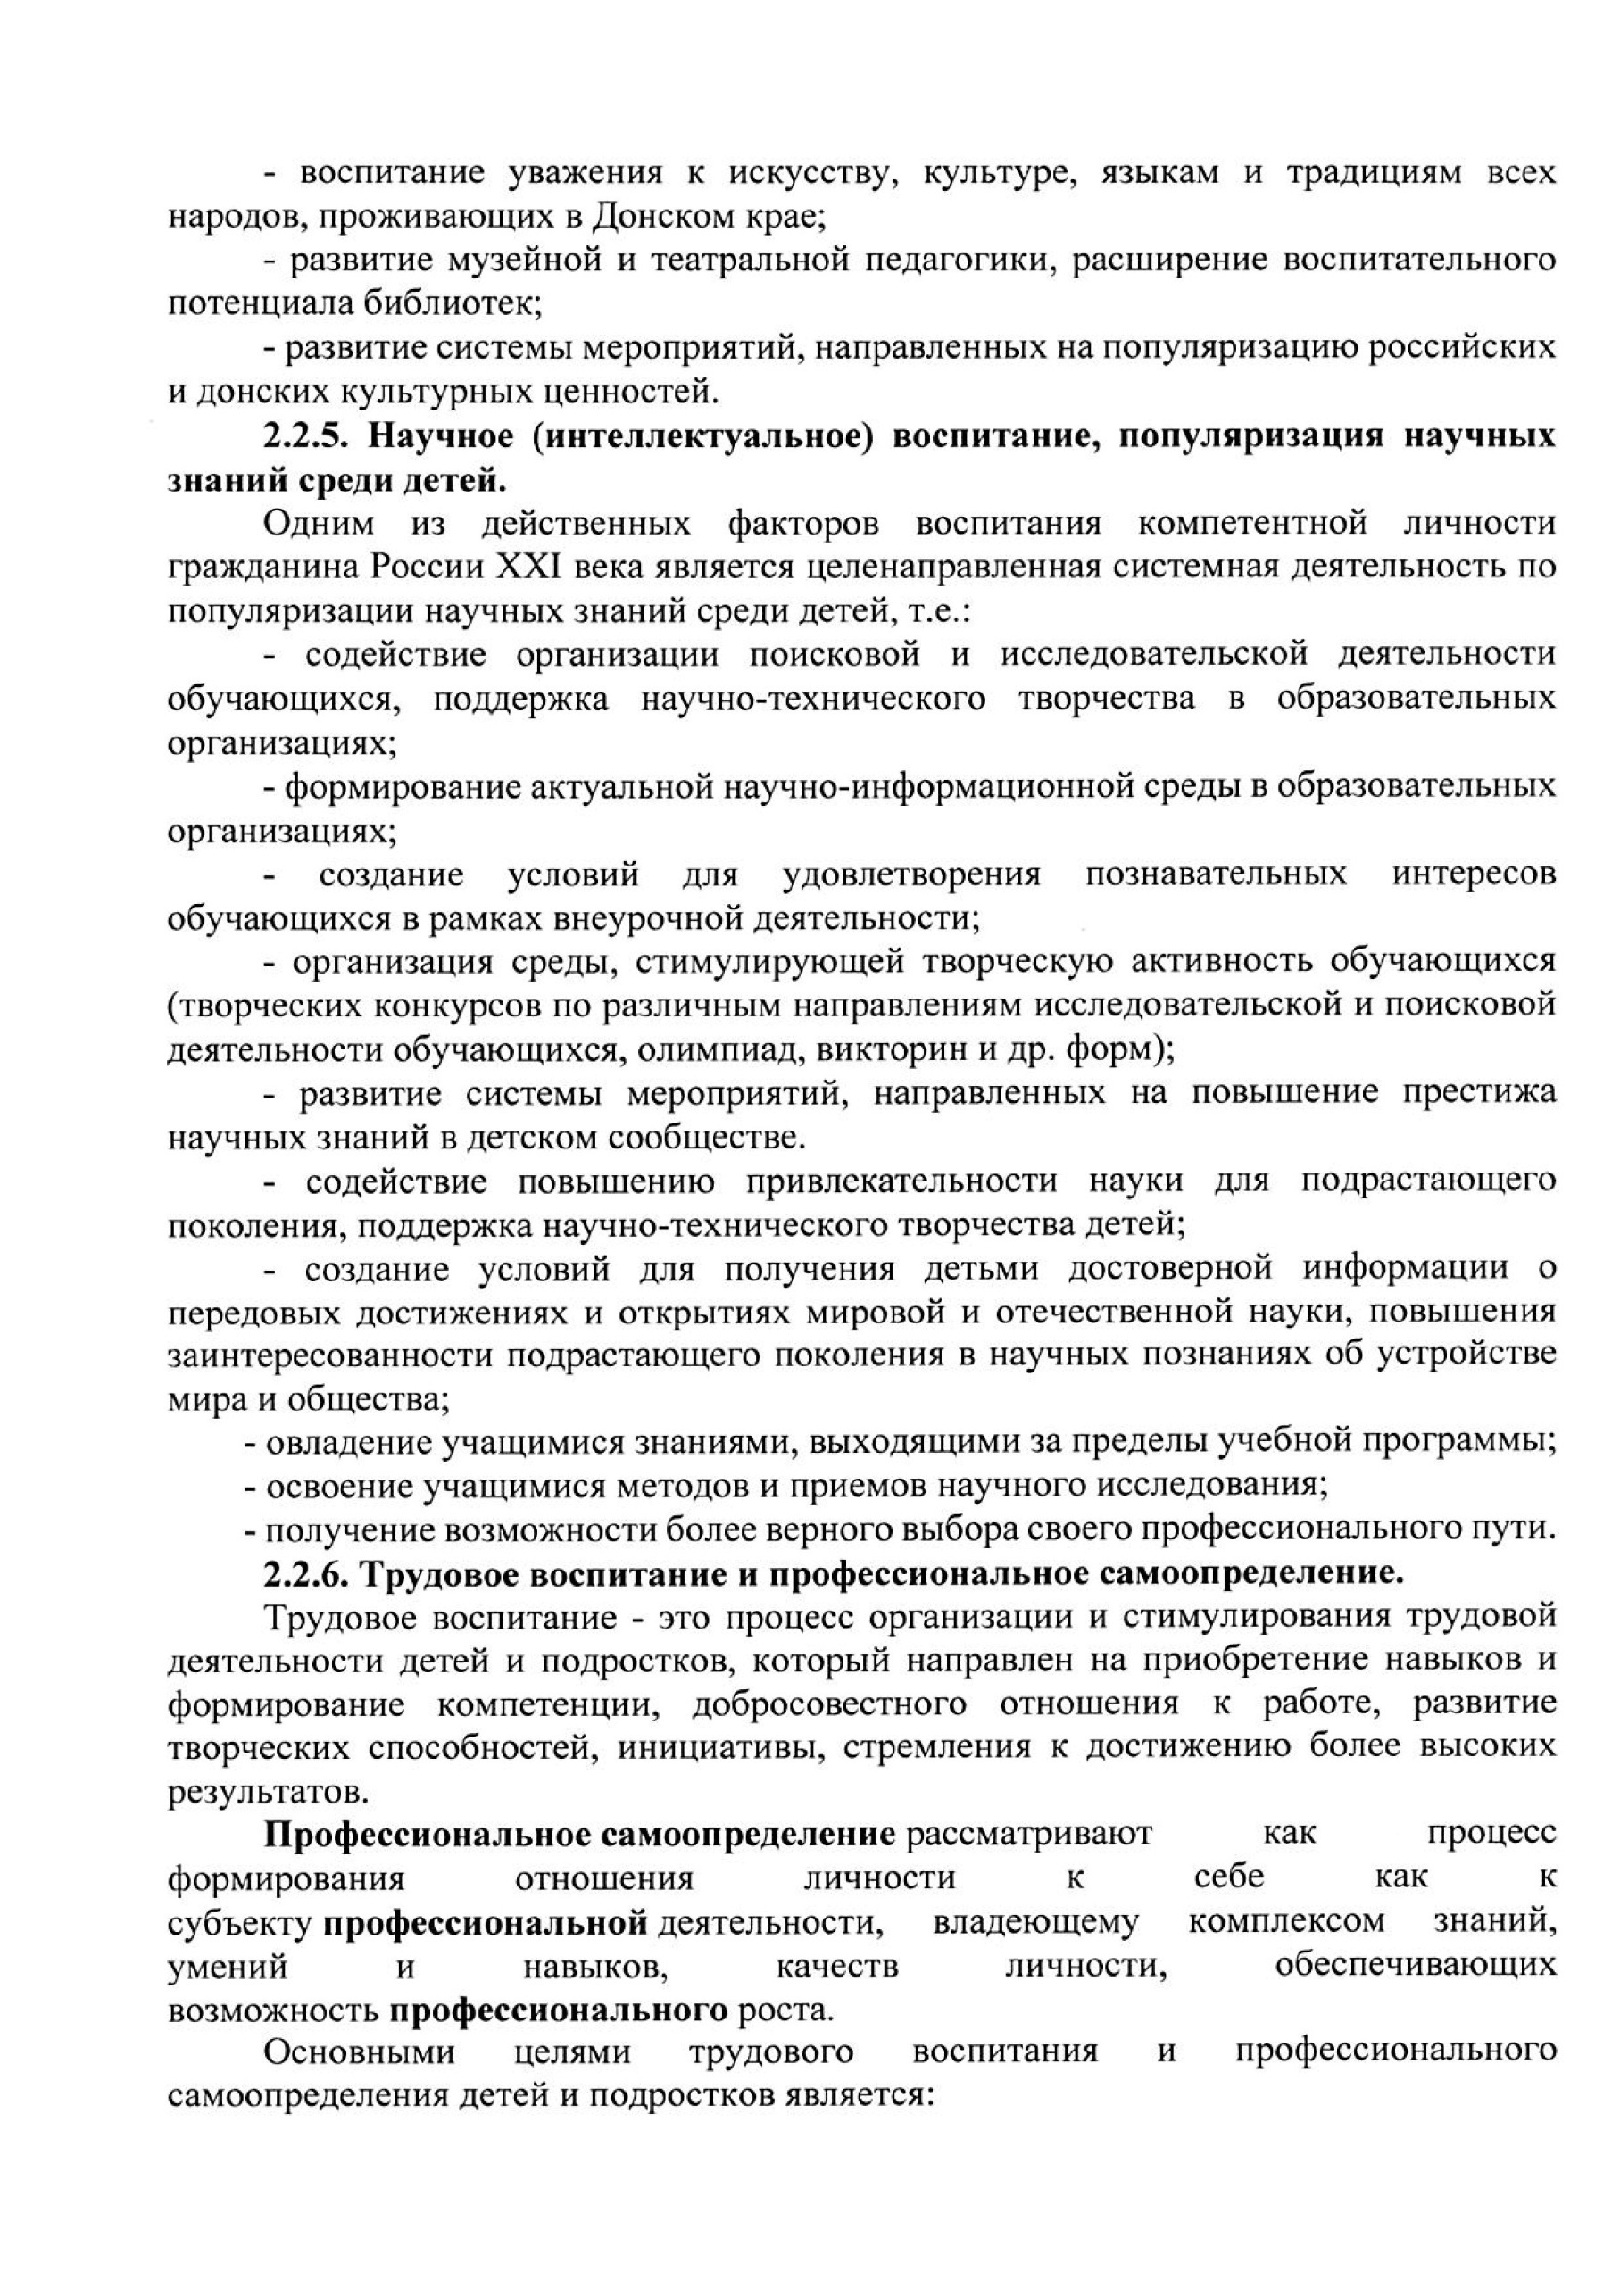 - воспитание уважения к искусству, культуре, языкам и традициям всех
народов, проживающих в Донском крае;
- развитие музейной и театральной педагогики, расширение воспитательного
потенциала библиотек;
- развитие системы мероприятий, направленных на популяризацию российских
и донских культурных ценностей.
2.2.5. Научное (интеллектуальное) воспитание, популяризация научных
знаний среди детей.
Одним из действенных факторов воспитания компетентной личности
гражданина России XXI века является целенаправленная системная деятельность по
популяризации научных знаний среди детей, т.е.:
- содействие организации поисковой и исследовательской деятельности
обучающихся, поддержка научно-технического творчества в образовательных
организациях;
- формирование актуальной научно-информационной среды в образовательных
организациях;
- создание условий для удовлетворения познавательных интересов
обучающихся в рамках внеурочной деятельности;
- организация среды, стимулирующей творческую активность обучающихся
(творческих конкурсов по различным направлениям исследовательской и поисковой
деятельности обучающихся, олимпиад, викторин и др. форм);
- развитие системы мероприятий, направленных на повышение престижа
научных знаний в детском сообществе.
- содействие повышению привлекательности науки для подрастающего
поколения, поддержка научно-технического творчества детей;
- создание условий для получения детьми достоверной информации о
передовых достижениях и открытиях мировой и отечественной науки, повышения
заинтересованности подрастающего поколения в научных познаниях об устройстве
мира и общества;
- овладение учащимися знаниями, выходящими за пределы учебной программы;
- освоение учащимися методов и приемов научного исследования;
- получение возможности более верного выбора своего профессионального пути.
2.2.6. Трудовое воспитание и профессиональное самоопределение.
Трудовое воспитание - это процесс организации и стимулирования трудовой
деятельности детей и подростков, который направлен на приобретение навыков и
формирование компетенции, добросовестного отношения к работе, развитие
творческих способностей, инициативы, стремления к достижению более высоких
результатов.
Профессиональное самоопределение рассматривают как процесс
формирования отношения личности к себе как к
субъекту профессиональной деятельности, владеющему комплексом знаний,
умений и навыков, качеств личности, обеспечивающих
возможность профессионального роста.
Основными целями трудового воспитания и профессионального
самоопределения детей и подростков является: